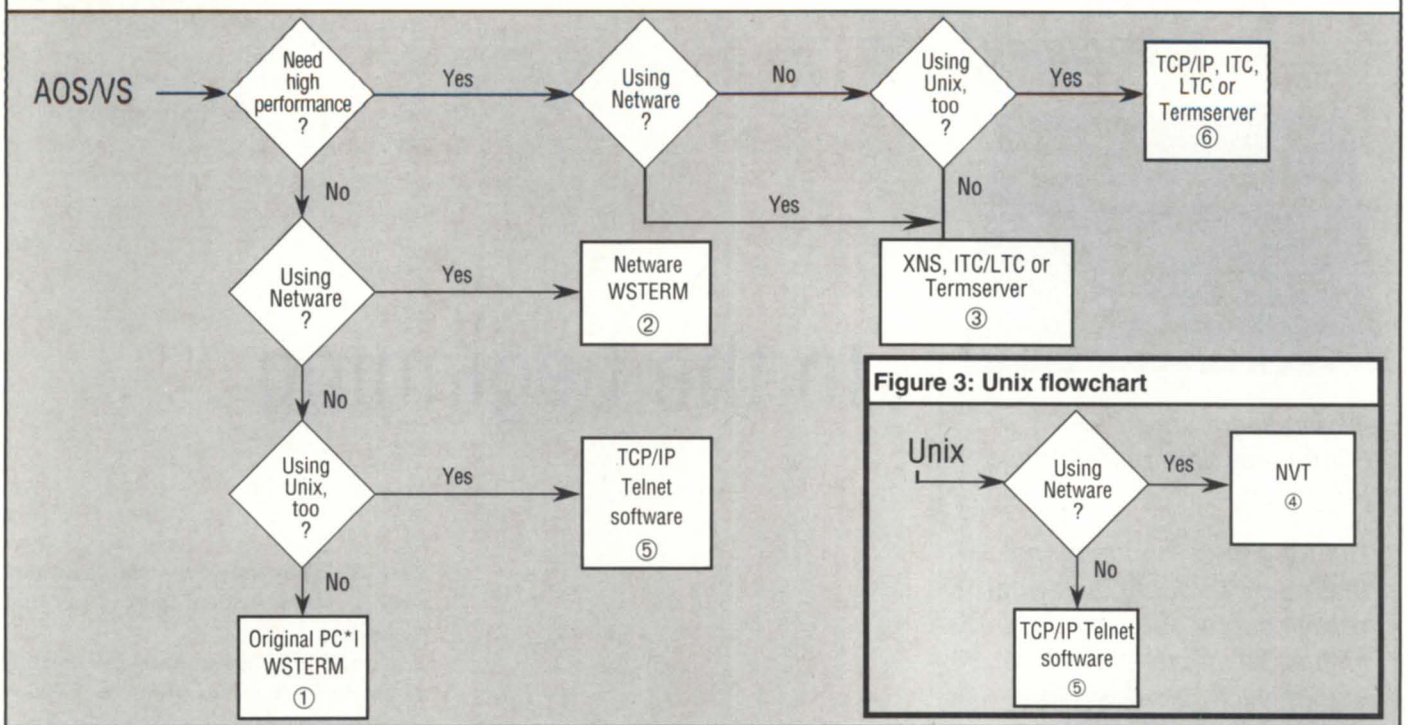 AOS/VS
Need
high
performance
?
Yes
Using
Netware
?
No
Using
Unix,
too
?
Yes
TCP/IP, ITC,
LTC or
Termserver
⑥
No
Yes
No
Using
Netware
?
Yes
Netware
WSTERM
②
XNS, ITC/LTC or
Termserver
③
No
Using
Unix,
too
?
Yes
TCP/IP
Telnet
software
⑤
No
Original PC*I
WSTERM
①
Figure 3: Unix flowchart
Unix
Using
Netware
?
Yes
NVT
④
No
TCP/IP Telnet
software
⑤